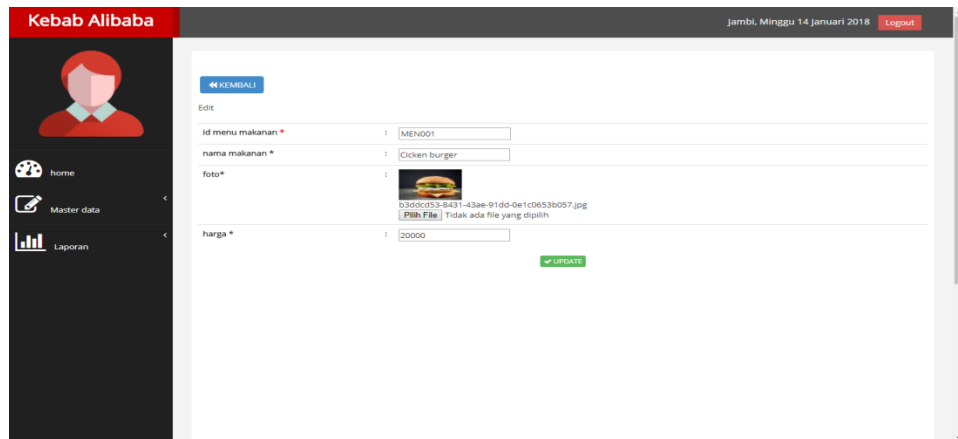 Kebab Alibaba
Jambi, Minggu 14 Januari 2018 Logout
KEMBALI
Edit
id menu makanan * : MEN001
nama makanan * : Cicken burger
foto* :
b3ddcd53-8431-43ae-91dd-0e1c0653b057.jpg
Pilih File Tidak ada file yang dipilih
harga * : 20000
UPDATE
home
Master data
Laporan